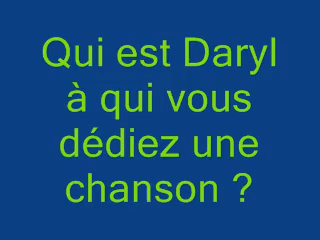 Qui est Daryl
à qui vous
dédiez une
chanson ?